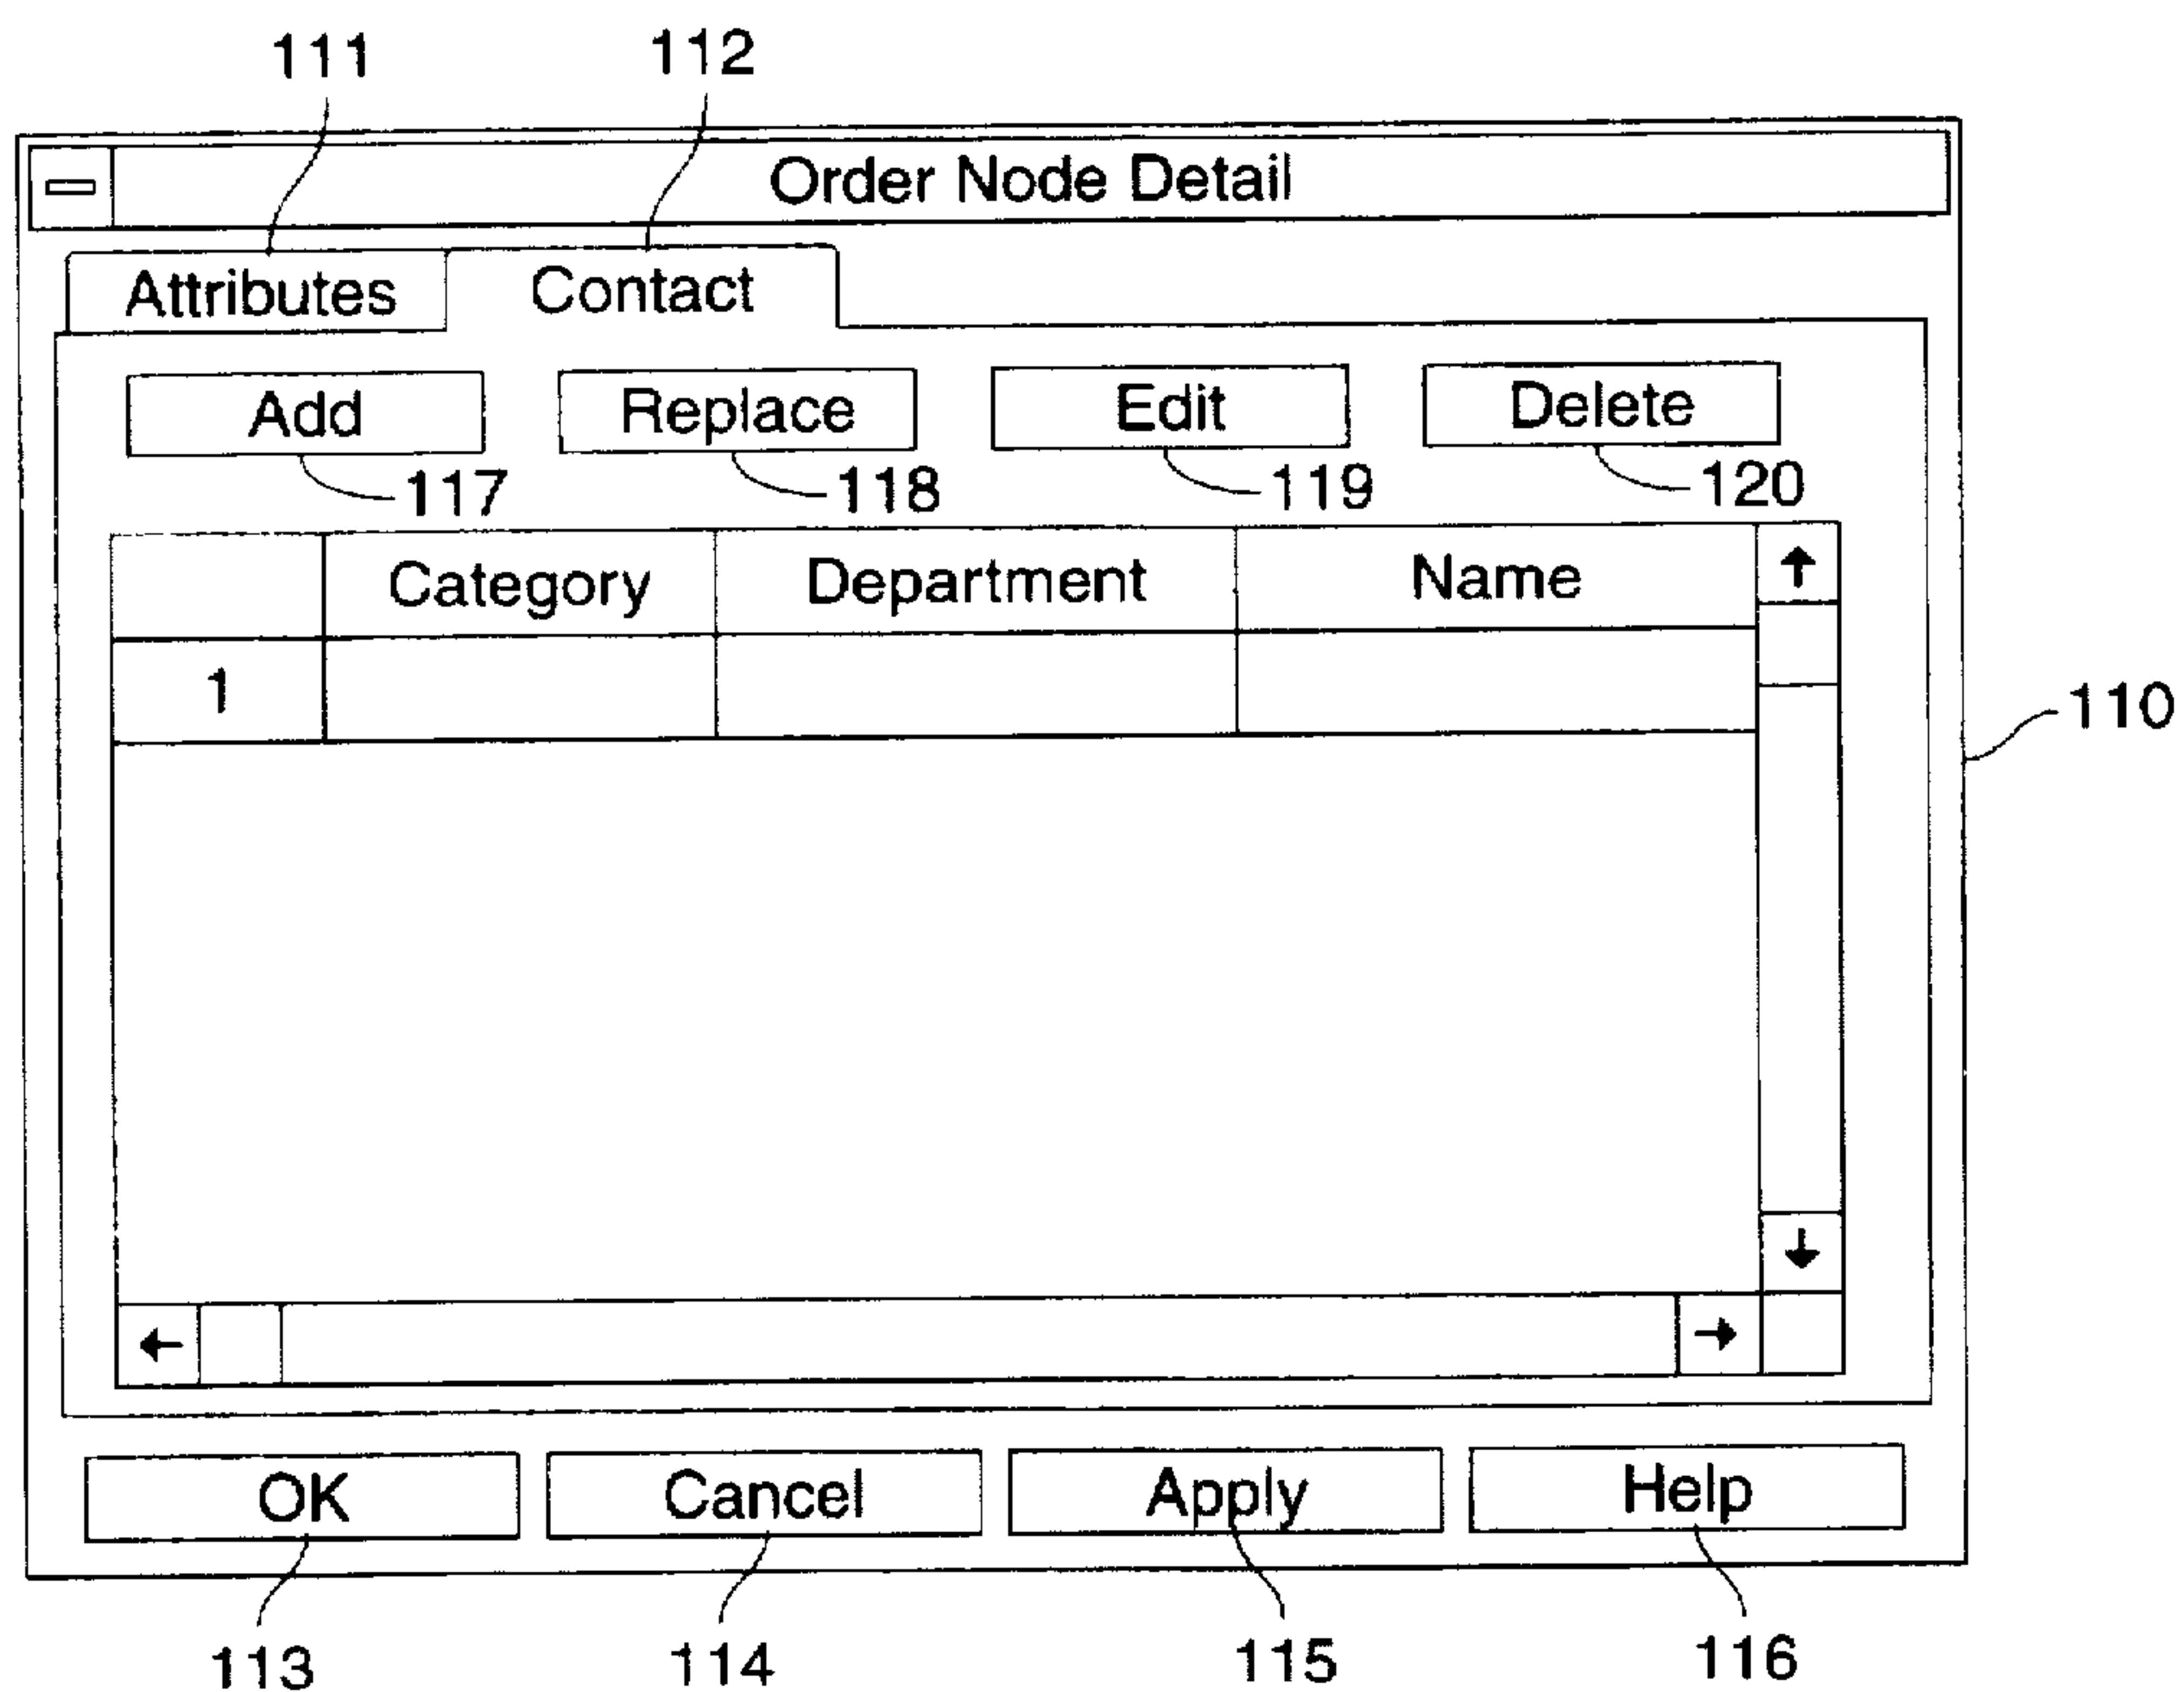 111 112
Order Node Detail
Attributes Contact
Add Replace Edit Delete
117 118 119 120
Category Department Name
1
110
OK Cancel Apply Help
113 114 115 116